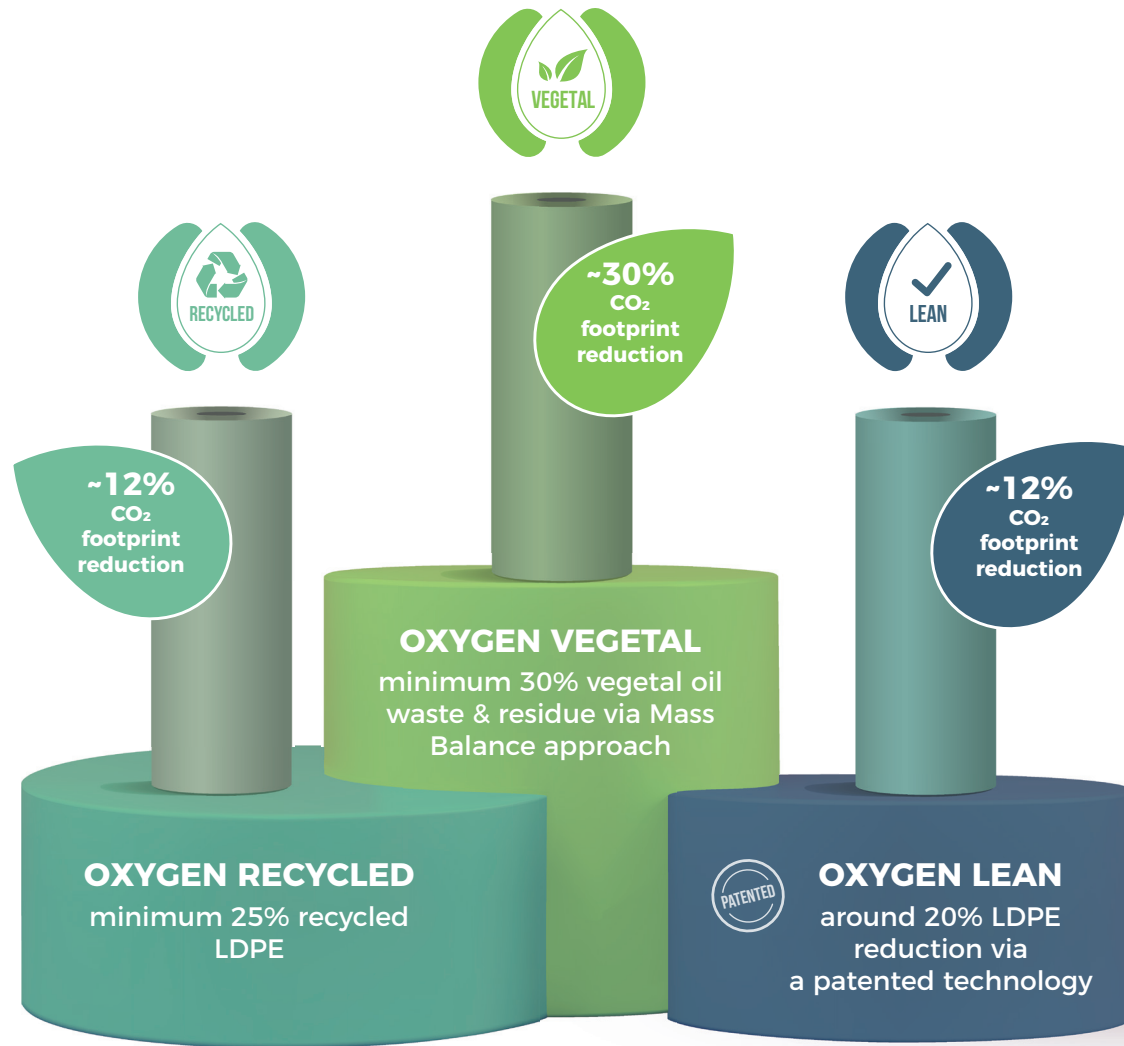 VEGETAL
~30%
CO₂
footprint
reduction
RECYCLED
LEAN
~12%
CO₂
footprint
reduction
~12%
CO₂
footprint
reduction
OXYGEN VEGETAL
minimum 30% vegetal oil
waste & residue via Mass
Balance approach
OXYGEN RECYCLED
minimum 25% recycled
LDPE
PATENTED
OXYGEN LEAN
around 20% LDPE
reduction via
a patented technology